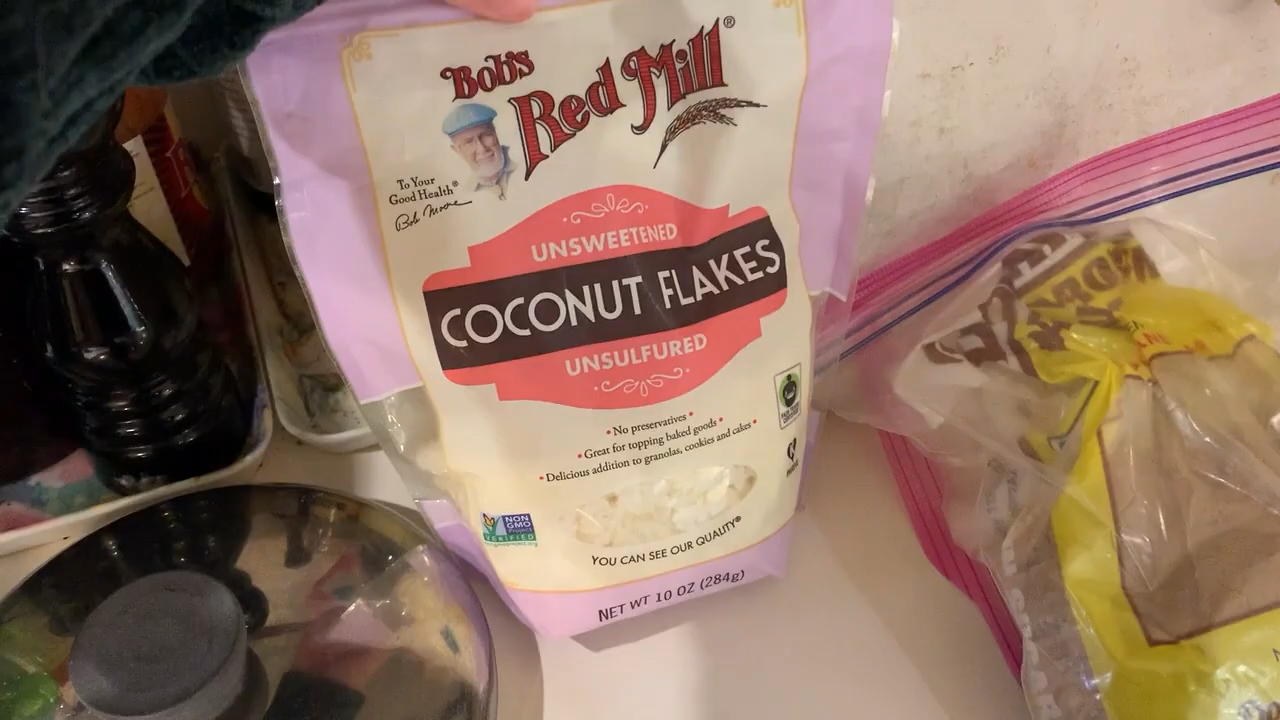 Bob's
Red Mill®
To Your
Good Health®
Bob Moore
UNSWEETENED
COCONUT FLAKES
UNSULFURED
• No preservatives •
• Great for topping baked goods •
• Delicious addition to granolas, cookies and cakes •
NON
GMO
Project
VERIFIED
YOU CAN SEE OUR QUALITY®
NET WT 10 OZ (284g)